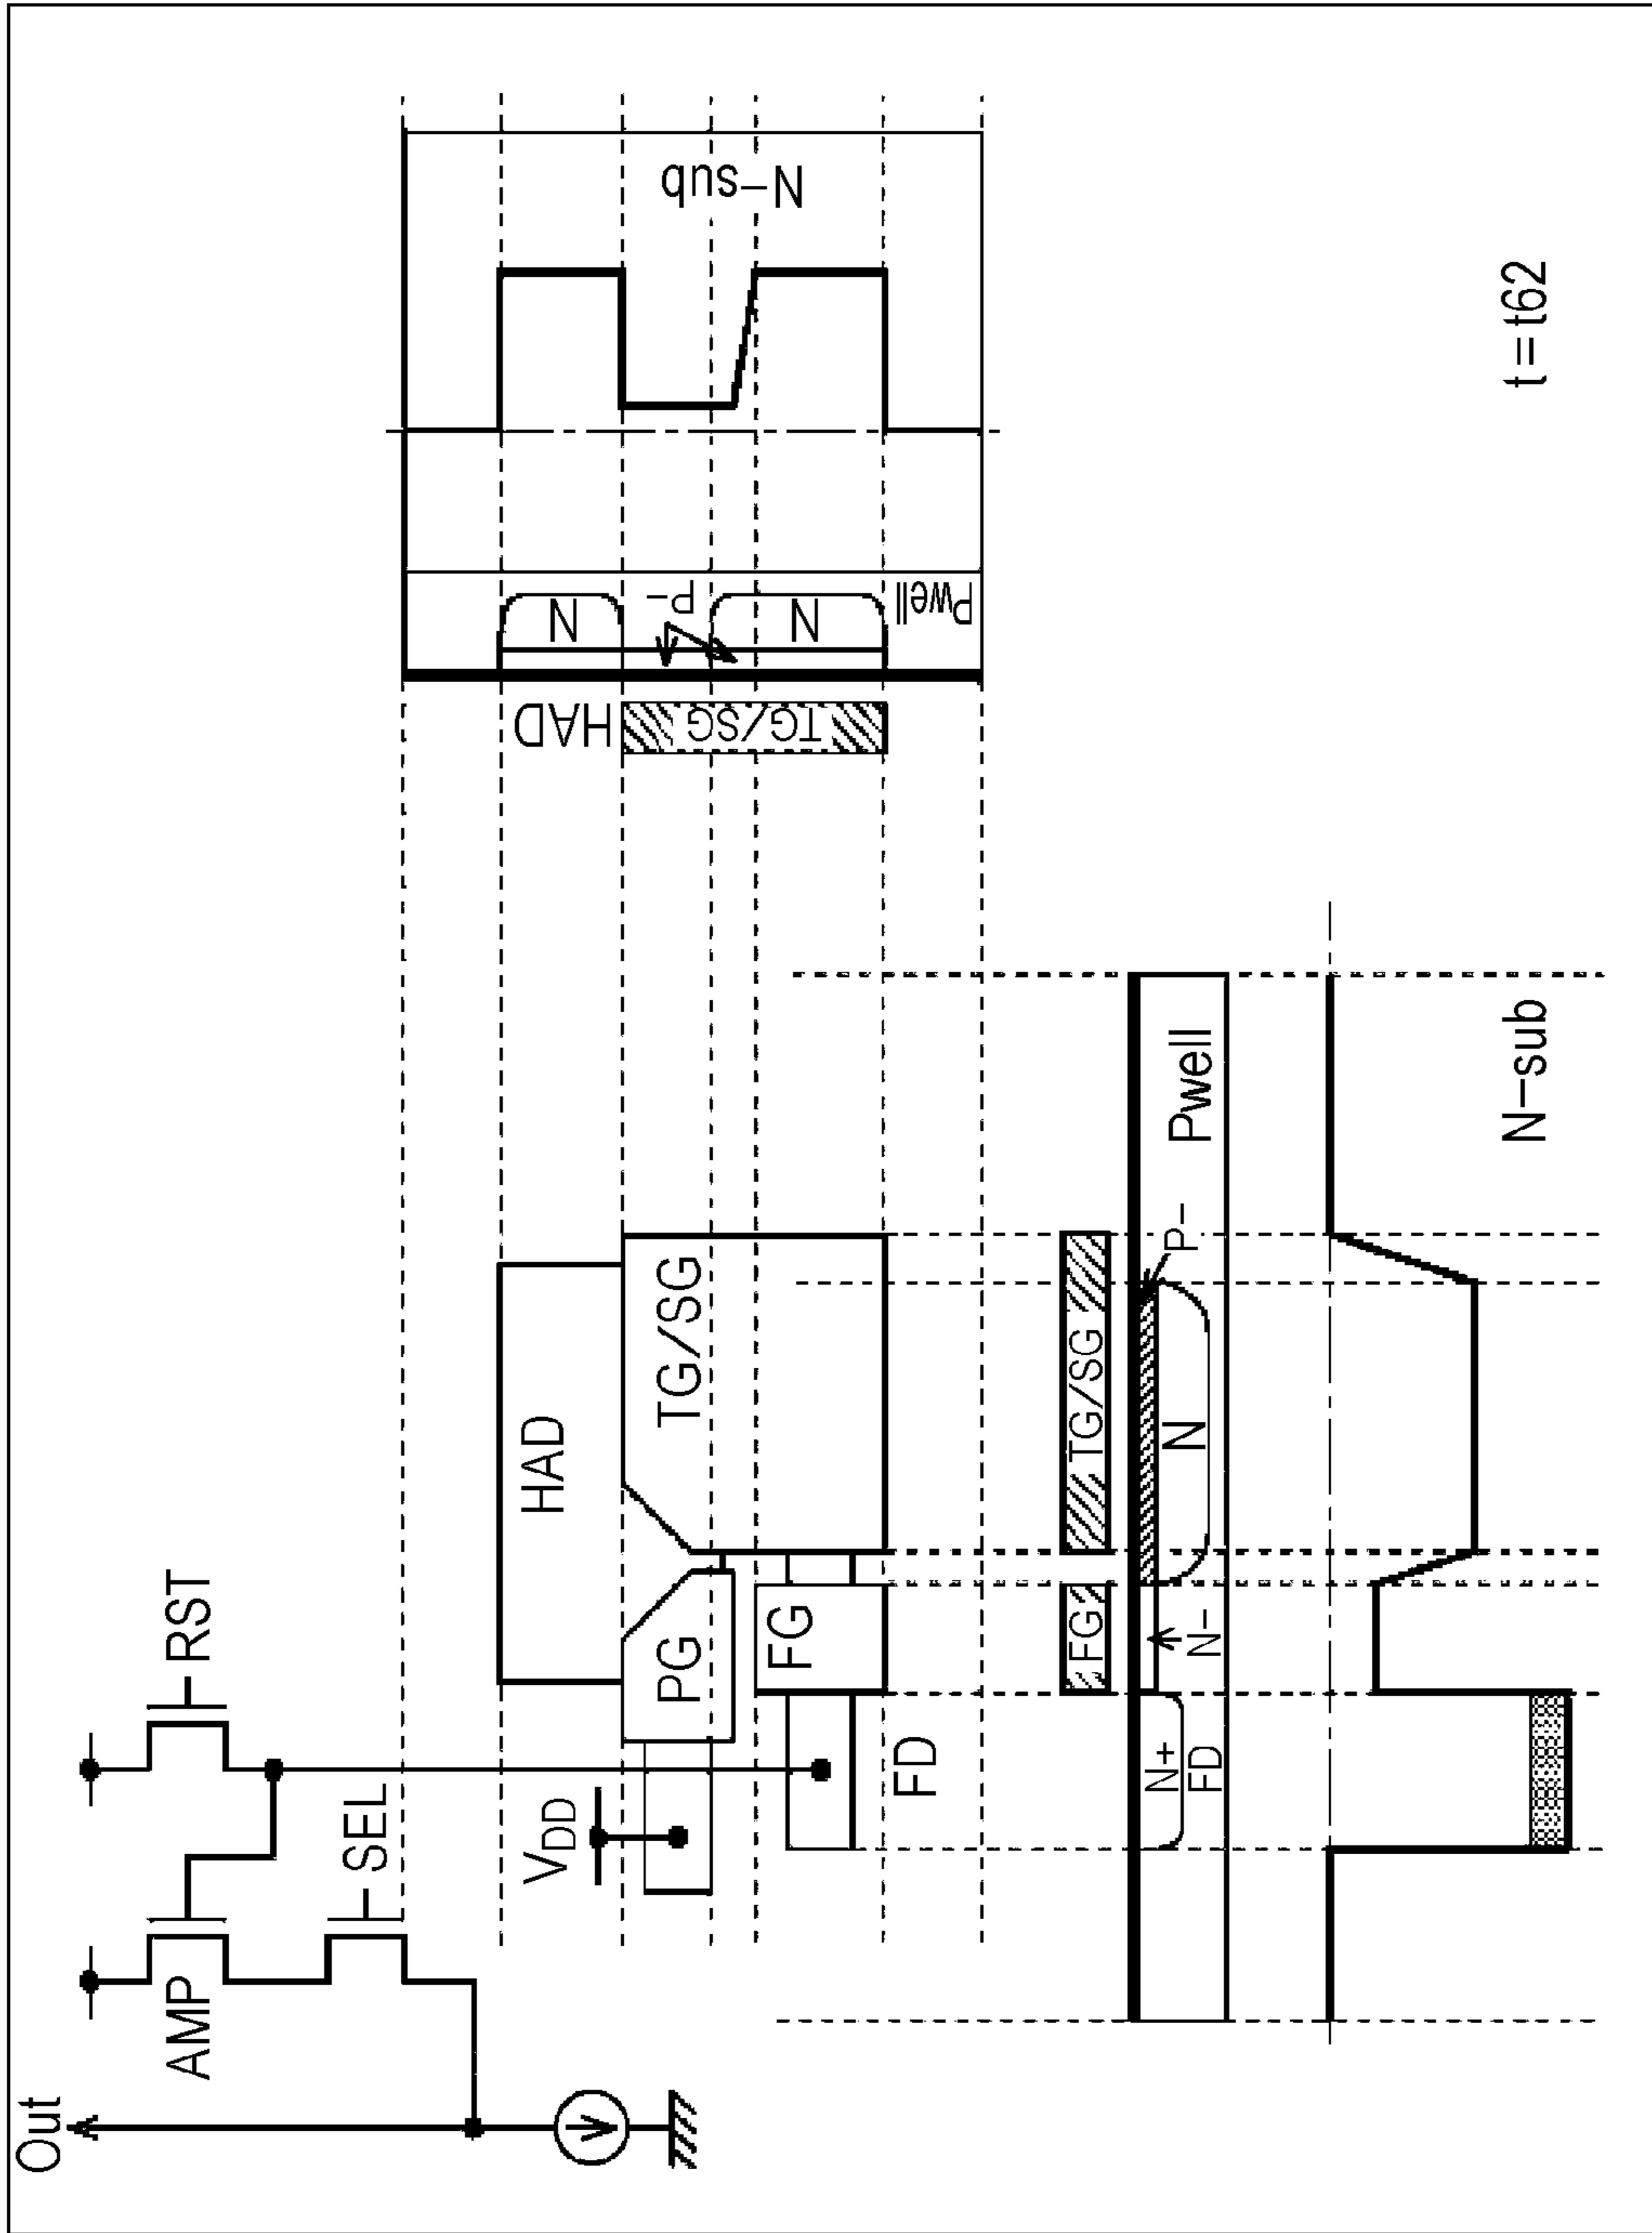 Out
AMP
SEL
RST
VDD
HAD
PG
TG/SG
FG
FD
HAD
TG/SG
N
P-
N
Pwell
N-sub
FG
TG/SG
N+
FD
N-
N
P-
Pwell
N-sub
t=t62